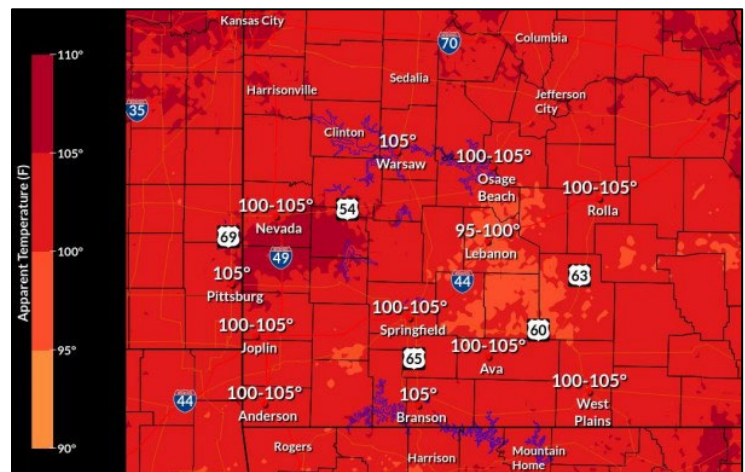 Apparent Temperature (F)
110°
105°
100°
95°
90°
Kansas City
70
Columbia
Sedalia
35
Harrisonville
Jefferson
City
Clinton
105°
Warsaw
100-105°
Osage
Beach
100-105°
Rolla
100-105°
Nevada
54
69
49
95-100°
Lebanon
105°
Pittsburg
44
63
100-105°
Springfield
100-105°
Joplin
60
65
100-105°
Ava
44
100-105°
Anderson
105°
Branson
100-105°
West
Plains
Rogers
Harrison
Mountain
Home